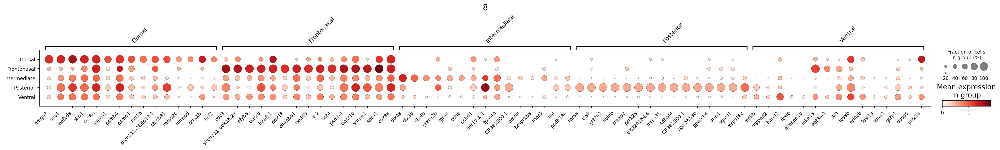 8
Dorsal
Frontonasal
Intermediate
Posterior
Ventral
Dorsal
Frontonasal
Intermediate
Posterior
Ventral
hmgn3
hey1
eef1da
skp1
cox8a
minos1
psmb6
psmd1
fstl1b
si:ch211-286o17.1
sb:cb81
mrps26
hnrnpd
prrx1b
hsf2
cdv3
si:ch211-66k16.27
nfyba
uqcrb
h2afx1
ddx18
eif4ebp1
nedd8
ak2
ost4
psmb4
uqcr10
snrpa1
spcs1
cox8a
dlx4a
dlx3b
dlx4b
grem2b
rgmd
cdh6
pcbd1
her15.1-1
tpm4a
CR382300.1
gmnn
bmpr1ba
thoc2
dlat
pcdh18a
raraa
ctsk
gtf2h2
fibinb
srgap2
prr12a
BX324164.4
mrps35
sdhaf4
CR382300.1
zgc:56596
gpatch4
urm1
sgms1
mrps18c
mdkb
mpped2
hand2
fbxl6
elmsan1b
inka1a
ebf3a-1
jun
fosab
arl4cb
fosl1a
sdad1
gstp1
dusp5
prrx1b
Fraction of cells
in group (%)
20 40 60 80 100
Mean expression
in group
0 1